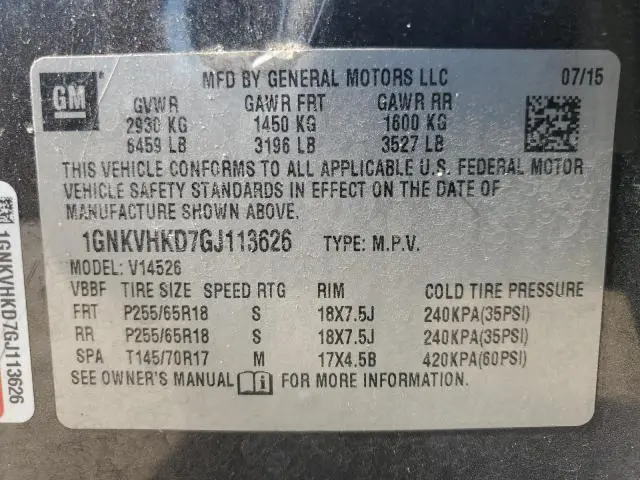 GM
MFD BY GENERAL MOTORS LLC 07/15
GVWR GAWR FRT GAWR RR
2930 KG 1450 KG 1600 KG
6459 LB 3196 LB 3527 LB
THIS VEHICLE CONFORMS TO ALL APPLICABLE U.S. FEDERAL MOTOR
VEHICLE SAFETY STANDARDS IN EFFECT ON THE DATE OF
MANUFACTURE SHOWN ABOVE.
1GNKVHKD7GJ113626 TYPE: M.P.V.
MODEL: V14526
VBBF TIRE SIZE SPEED RTG RIM COLD TIRE PRESSURE
FRT P255/65R18 S 18X7.5J 240KPA(35PSI)
RR P255/65R18 S 18X7.5J 240KPA(35PSI)
SPA T145/70R17 M 17X4.5B 420KPA(60PSI)
SEE OWNER'S MANUAL FOR MORE INFORMATION.
1GNKVHKD7GJ113626